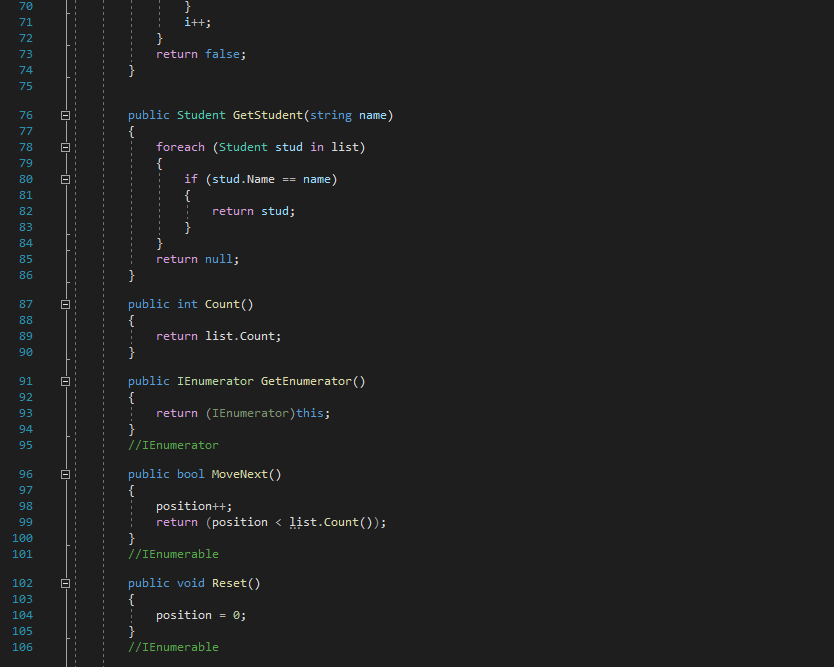 70 }
71 i++;
72 }
73 return false;
74 }
75
76 public Student GetStudent(string name)
77 {
78 foreach (Student stud in list)
79 {
80 if (stud.Name == name)
81 {
82 return stud;
83 }
84 }
85 return null;
86 }
87 public int Count()
88 {
89 return list.Count;
90 }
91 public IEnumerator GetEnumerator()
92 {
93 return (IEnumerator)this;
94 }
95 //IEnumerator
96 public bool MoveNext()
97 {
98 position++;
99 return (position < list.Count());
100 }
101 //IEnumerable
102 public void Reset()
103 {
104 position = 0;
105 }
106 //IEnumerable